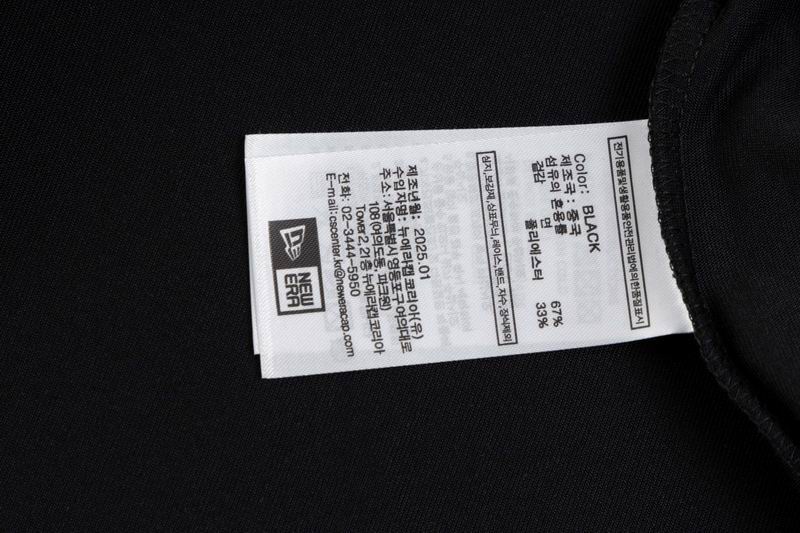 전기용품및생활용품안전관리법에의한품질표시
Color: BLACK
제조국 : 중국
섬유의 혼용률
겉감 면 67%
폴리에스터 33%
심지,보강재,상표무늬,레이스,밴드,자수,장식제외
제조년월: 2025.01
수입자명: 뉴에라캡코리아(유)
주소:서울특별시 영등포구 여의대로
108(여의도동, 파크원)
Tower2,21층 뉴에라캡코리아
전화: 02-3444-5950
E-mail:cscenter.kr@neweracap.com
NEW
ERA